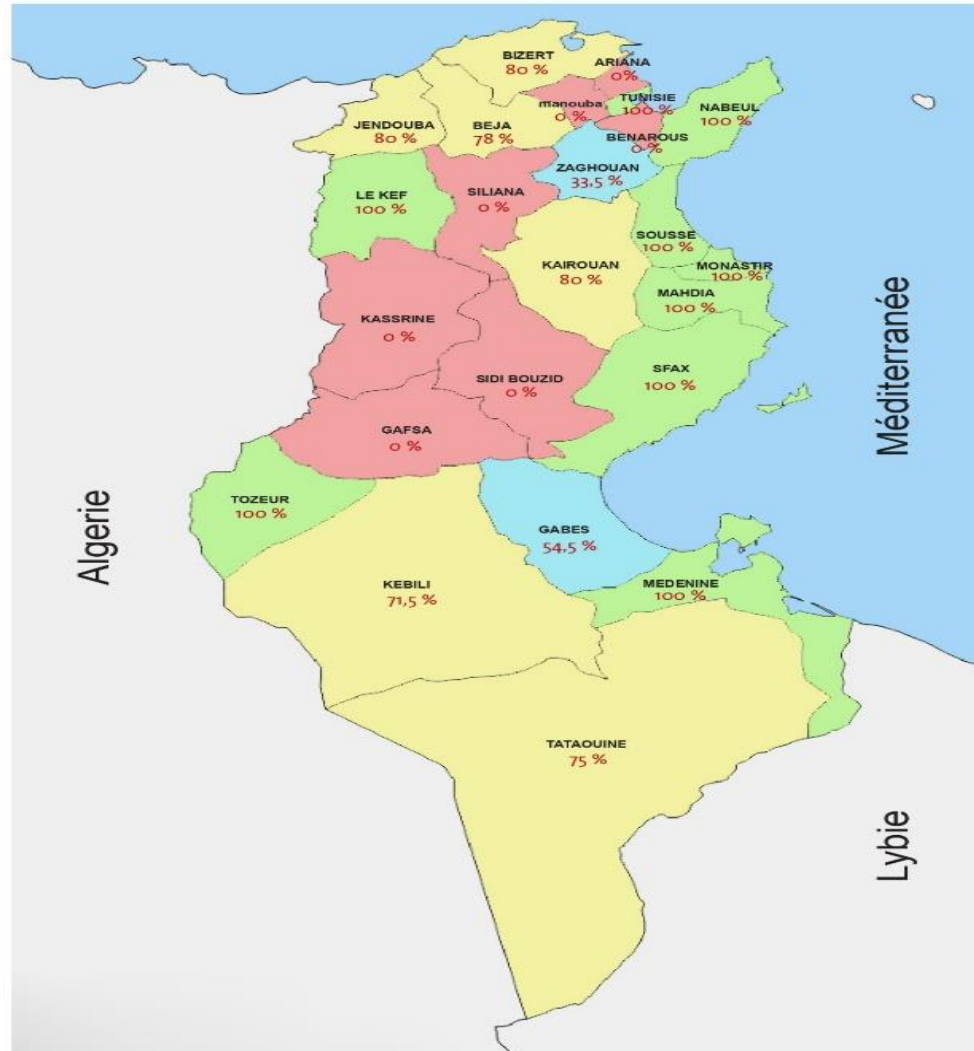 BIZERT
80 %
ARIANA
0%
manouba
0 %
TUNISIE
100 %
NABEUL
100 %
JENDOUBA
80 %
BEJA
78 %
BENAROUS
0 %
ZAGHOUAN
33,5 %
LE KEF
100 %
SILIANA
0 %
SOUSSE
100 %
KAIROUAN
80 %
MONASTIR
100 %
MAHDIA
100 %
KASSRINE
0 %
SIDI BOUZID
0 %
SFAX
100 %
GAFSA
0 %
TOZEUR
100 %
GABES
54,5 %
KEBILI
71,5 %
MEDENINE
100 %
TATAOUINE
75 %
Algerie
Méditerranée
Lybie